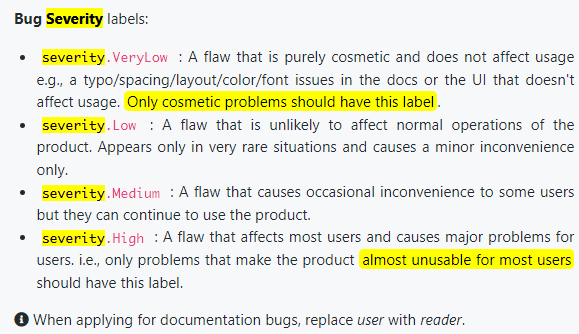 Bug Severity labels:
severity.VeryLow : A flaw that is purely cosmetic and does not affect usage
e.g., a typo/spacing/layout/color/font issues in the docs or the UI that doesn't
affect usage. Only cosmetic problems should have this label.
severity.Low : A flaw that is unlikely to affect normal operations of the
product. Appears only in very rare situations and causes a minor inconvenience
only.
severity.Medium : A flaw that causes occasional inconvenience to some users
but they can continue to use the product.
severity.High : A flaw that affects most users and causes major problems for
users. i.e., only problems that make the product almost unusable for most users
should have this label.
When applying for documentation bugs, replace user with reader.